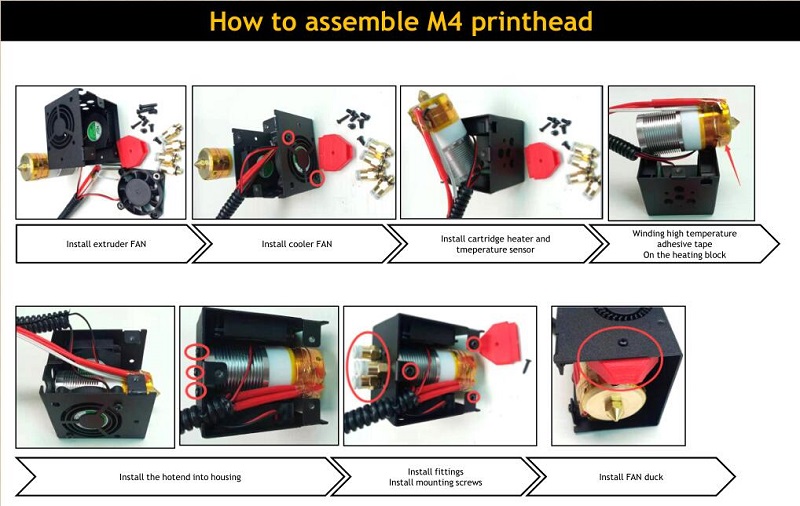 How to assemble M4 printhead
Install extruder FAN
Install cooler FAN
Install cartridge heater and
tmeperature sensor
Winding high temperature
adhesive tape
On the heating block
Install the hotend into housing
Install fittings
Install mounting screws
Install FAN duck